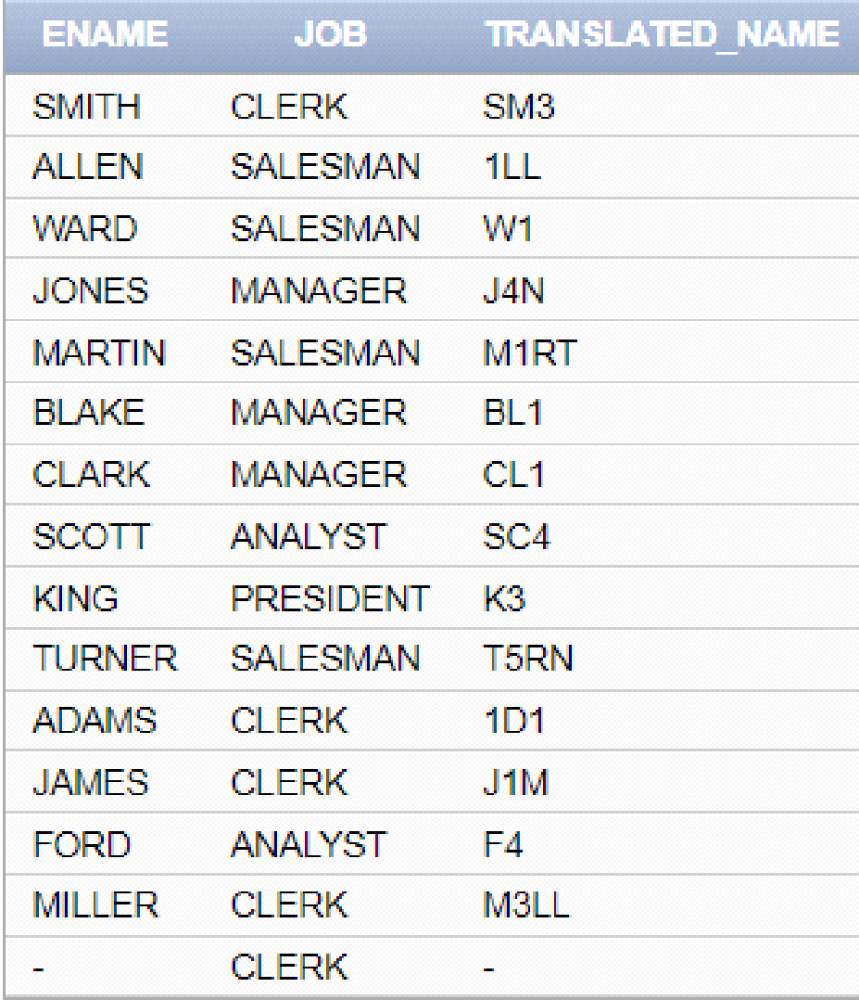 ENAME JOB TRANSLATED_NAME
SMITH CLERK SM3
ALLEN SALESMAN 1LL
WARD SALESMAN W1
JONES MANAGER J4N
MARTIN SALESMAN M1RT
BLAKE MANAGER BL1
CLARK MANAGER CL1
SCOTT ANALYST SC4
KING PRESIDENT K3
TURNER SALESMAN T5RN
ADAMS CLERK 1D1
JAMES CLERK J1M
FORD ANALYST F4
MILLER CLERK M3LL
- CLERK -